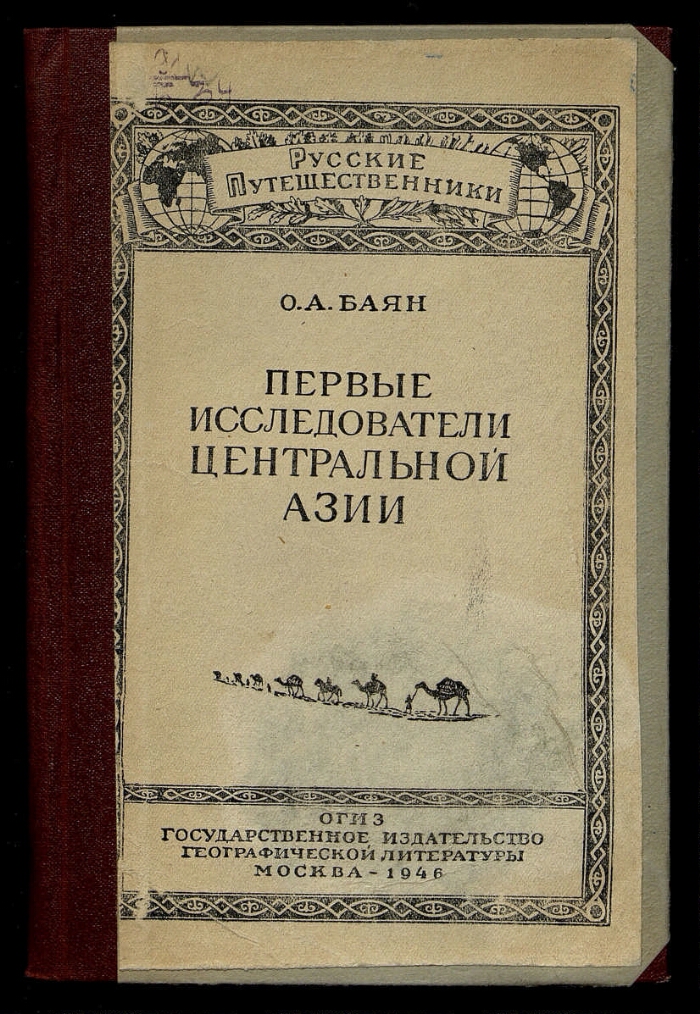 Русские
Путешественники
О.А.БАЯН
ПЕРВЫЕ
ИССЛЕДОВАТЕЛИ
ЦЕНТРАЛЬНОЙ
АЗИИ
ОГИЗ
ГОСУДАРСТВЕННОЕ ИЗДАТЕЛЬСТВО
ГЕОГРАФИЧЕСКОЙ ЛИТЕРАТУРЫ
МОСКВА - 1946